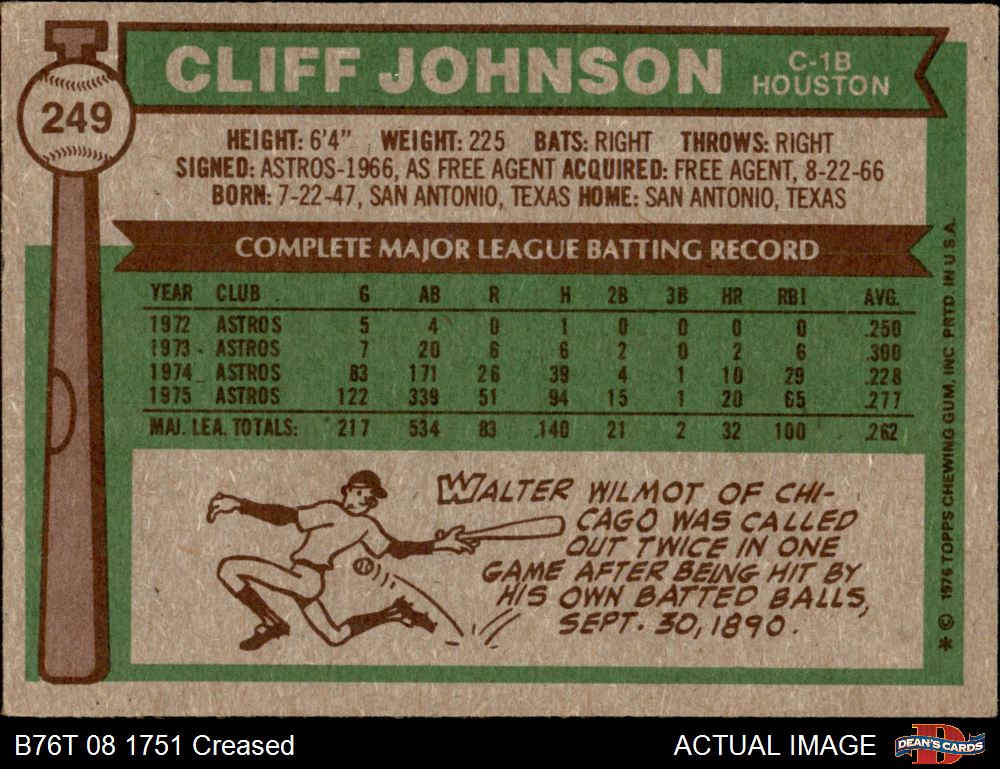 CLIFF JOHNSON
C-1B
HOUSTON
249
HEIGHT: 6'4" WEIGHT: 225 BATS: RIGHT THROWS: RIGHT
SIGNED: ASTROS-1966, AS FREE AGENT ACQUIRED: FREE AGENT, 8-22-66
BORN: 7-22-47, SAN ANTONIO, TEXAS HOME: SAN ANTONIO, TEXAS
COMPLETE MAJOR LEAGUE BATTING RECORD
YEAR CLUB G AB R H 2B 3B HR RBI AVG.
1972 ASTROS 5 4 0 1 0 0 0 0 .250
1973 ASTROS 7 20 6 6 2 0 2 6 .300
1974 ASTROS 83 171 26 39 4 1 10 29 .228
1975 ASTROS 122 339 51 94 15 1 20 65 .277
MAJ. LEA. TOTALS: 217 534 83 140 21 2 32 100 .262
WALTER WILMOT OF CHI-
CAGO WAS CALLED
OUT TWICE IN ONE
GAME AFTER BEING HIT BY
HIS OWN BATTED BALLS,
SEPT. 30, 1890.
* © 1976 TOPPS CHEWING GUM, INC. PRTD. IN U.S.A.
B76T 08 1751 Creased
ACTUAL IMAGE
D
DEAN'S CARDS